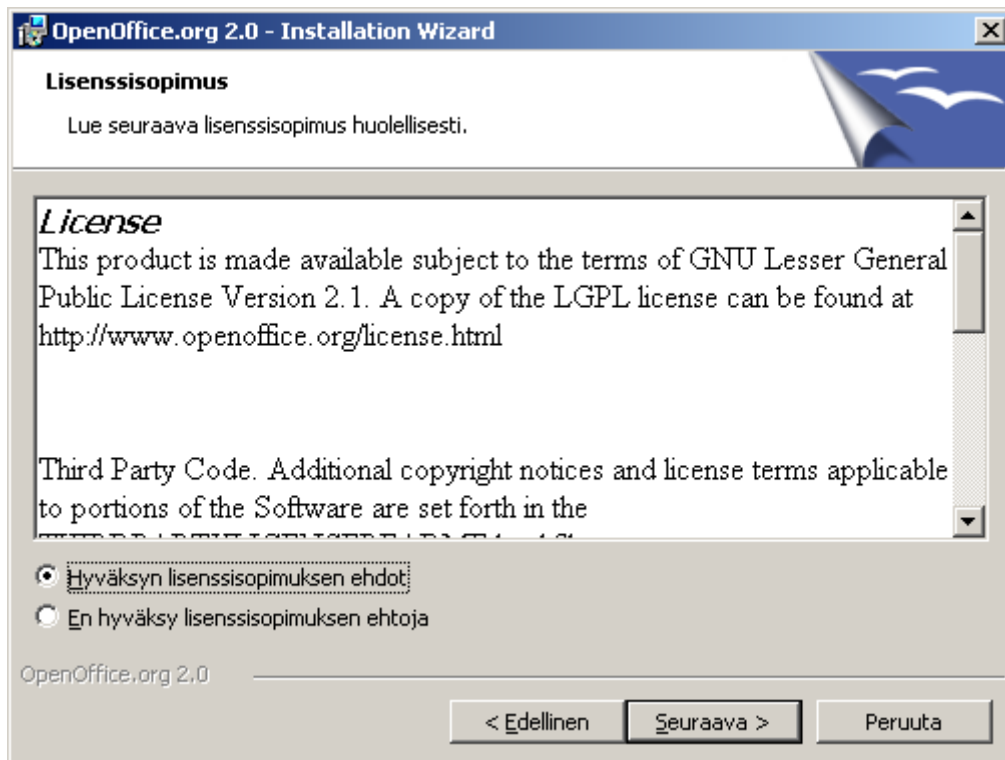 OpenOffice.org 2.0 - Installation Wizard
Lisenssisopimus
Lue seuraava lisenssisopimus huolellisesti.
License
This product is made available subject to the terms of GNU Lesser General
Public License Version 2.1. A copy of the LGPL license can be found at
http://www.openoffice.org/license.html
Third Party Code. Additional copyright notices and license terms applicable
to portions of the Software are set forth in the
Hyväksyn lisenssisopimuksen ehdot
En hyväksy lisenssisopimuksen ehtoja
OpenOffice.org 2.0
< Edellinen
Seuraava >
Peruuta